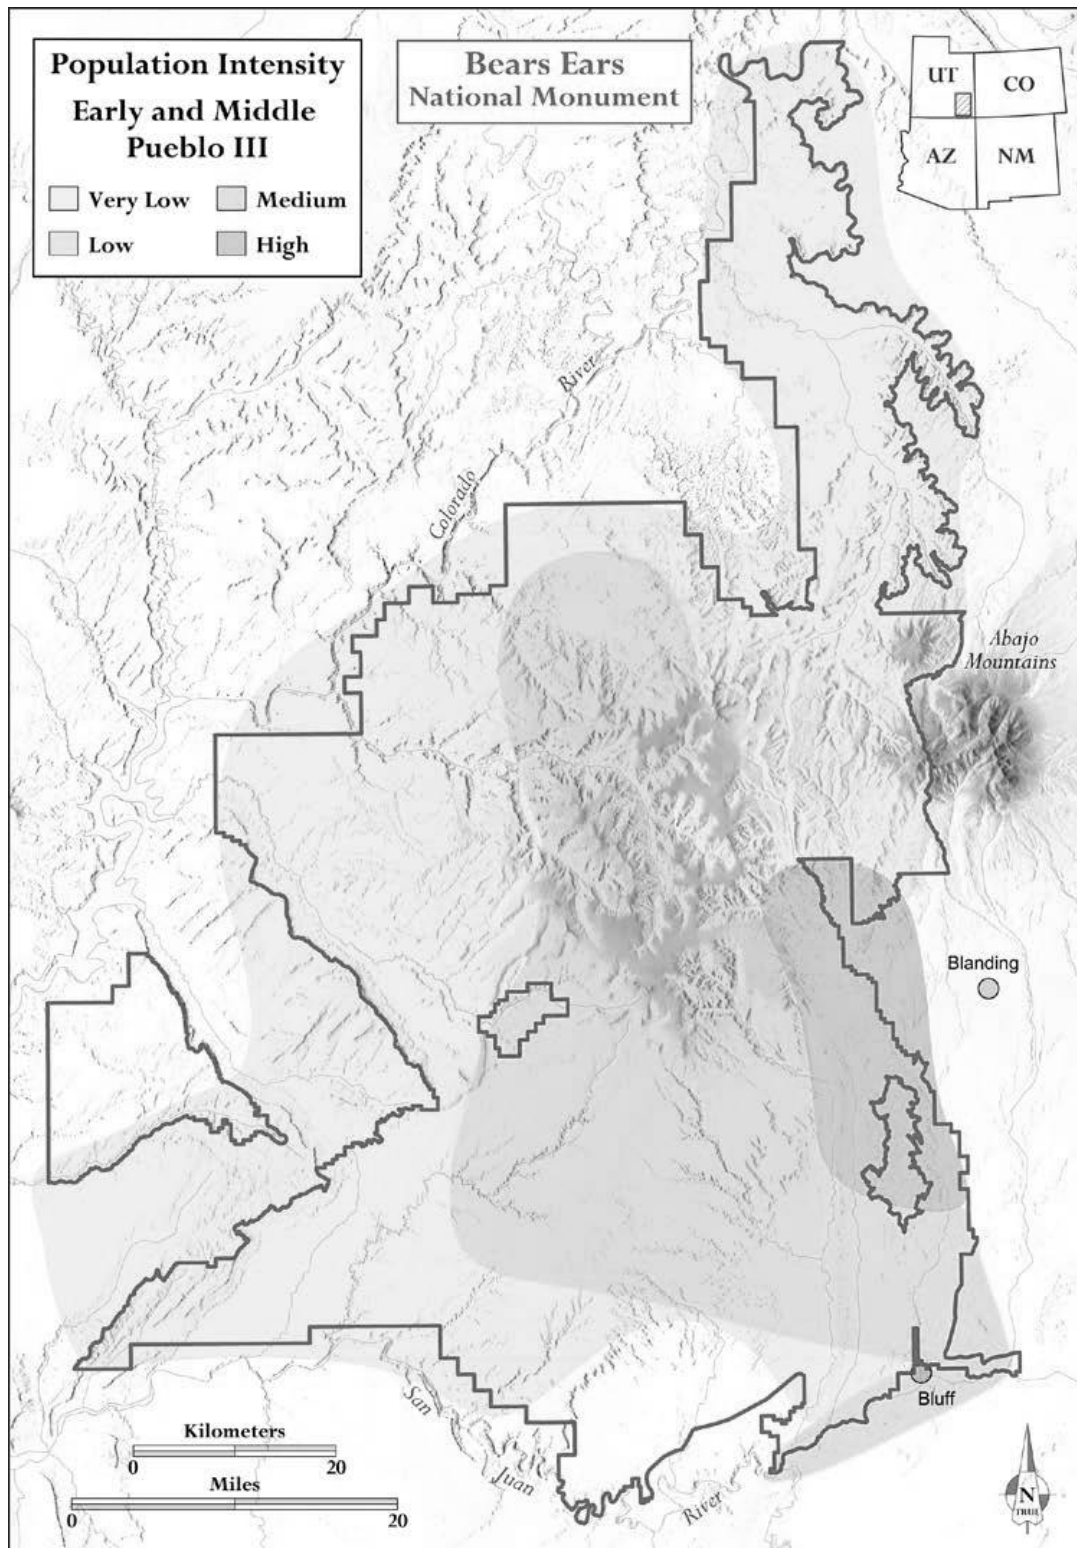 Population Intensity
Early and Middle
Pueblo III
Very Low
Medium
Low
High
Bears Ears
National Monument
UT
CO
AZ
NM
River
Colorado
Abajo
Mountains
Blanding
Bluff
San
Juan
River
Kilometers
0
20
Miles
0
20
N
TRUE